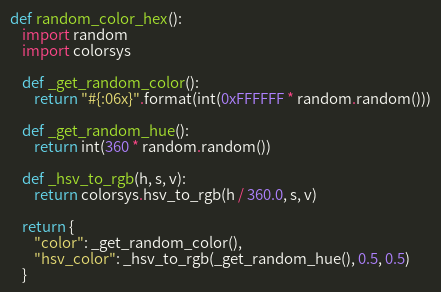 def random_color_hex():
import random
import colorsys
def _get_random_color():
return "#{:06x}".format(int(0xFFFFFF * random.random()))
def _get_random_hue():
return int(360 * random.random())
def _hsv_to_rgb(h, s, v):
return colorsys.hsv_to_rgb(h / 360.0, s, v)
return {
"color": _get_random_color(),
"hsv_color": _hsv_to_rgb(_get_random_hue(), 0.5, 0.5)
}